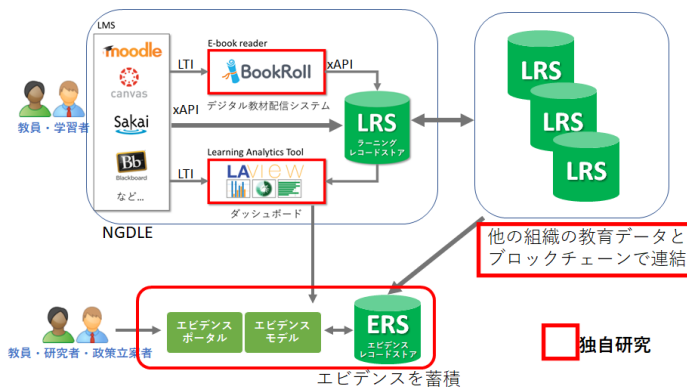 LMS
moodle
canvas
Sakai
Bb
Blackboard
など...
教員・学習者
LTI
E-book reader
BookRoll
xAPI
デジタル教材配信システム
xAPI
LRS
ラーニング
レコードストア
LTI
Learning Analytics Tool
LAview
ダッシュボード
NGDLE
LRS
LRS
LRS
他の組織の教育データと
ブロックチェーンで連結
教員・研究者・政策立案者
エビデンス
ポータル
エビデンス
モデル
ERS
エビデンス
レコードストア
エビデンスを蓄積
独自研究